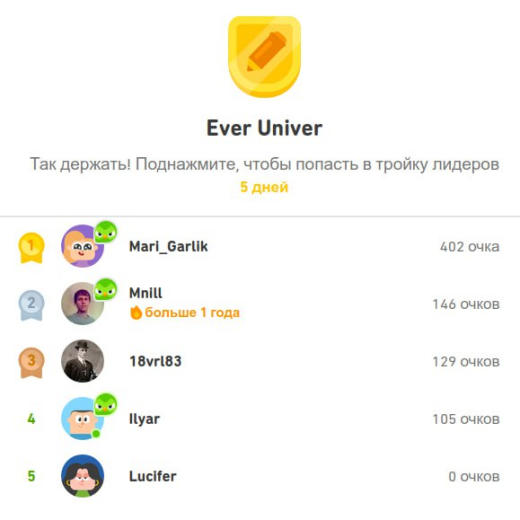 Ever Univer
Так держать! Поднажмите, чтобы попасть в тройку лидеров
5 дней
1 Mari_Garlik 402 очка
2 Mnill 146 очков
больше 1 года
3 18vrl83 129 очков
4 Ilyar 105 очков
5 Lucifer 0 очков